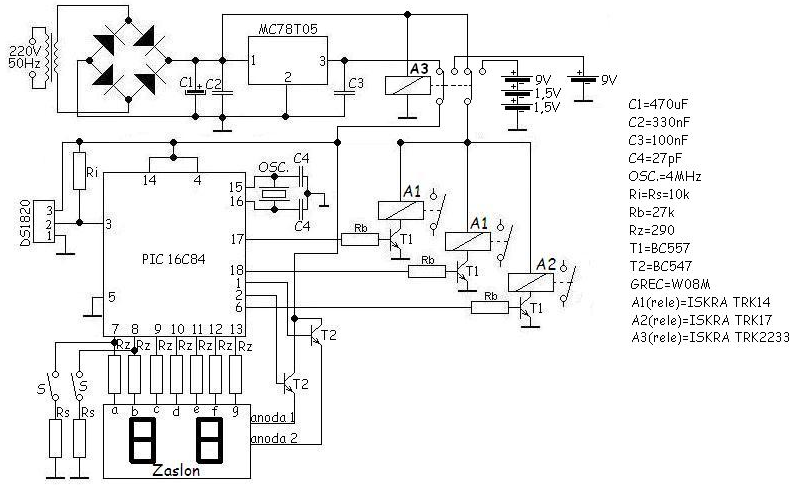 MC78T05
220V
50Hz
1
3
2
C1
C2
C3
A3
9V
1,5V
1,5V
9V
C1=470uF
C2=330nF
C3=100nF
C4=27pF
OSC.=4MHz
Ri=Rs=10k
Rb=27k
Rz=290
T1=BC557
T2=BC547
GREC=W08M
A1(rele)=ISKRA TRK14
A2(rele)=ISKRA TRK17
A3(rele)=ISKRA TRK2233
Ri
14
4
OSC.
C4
15
16
C4
DS1820
3
2
1
3
PIC 16C84
17
Rb
T1
A1
18
Rb
T1
A1
1
2
6
Rb
T1
A2
5
T2
T2
7
8
9
10
11
12
13
Rz
Rz
Rz
Rz
Rz
Rz
Rz
S
S
Rs
Rs
a
b
c
d
e
f
g
anoda 1
anoda 2
8
8
Zaslon